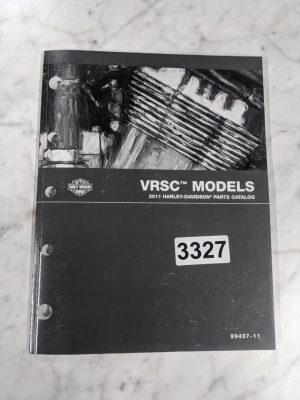 VRSC™ MODELS
2011 HARLEY-DAVIDSON® PARTS CATALOG
3327
99457-11